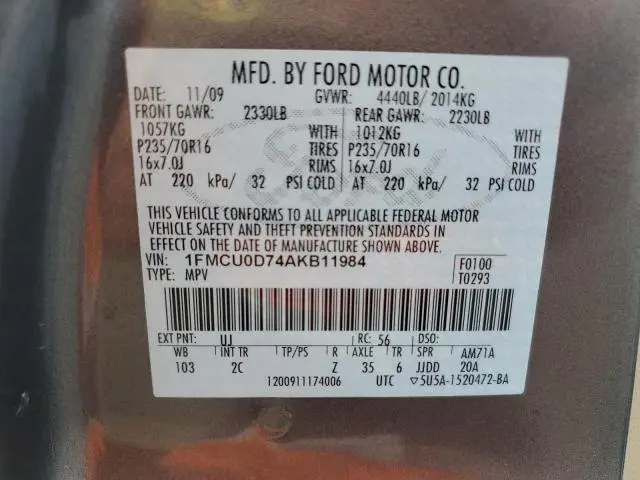 MFD. BY FORD MOTOR CO.
DATE: 11/09 GVWR: 4440LB/ 2014KG
FRONT GAWR: 2330LB REAR GAWR: 2230LB
1057KG WITH 1012KG WITH
P235/70R16 TIRES P235/70R16 TIRES
16x7.0J RIMS 16x7.0J RIMS
AT 220 kPa/ 32 PSI COLD AT 220 kPa/ 32 PSI COLD
THIS VEHICLE CONFORMS TO ALL APPLICABLE FEDERAL MOTOR
VEHICLE SAFETY AND THEFT PREVENTION STANDARDS IN
EFFECT ON THE DATE OF MANUFACTURE SHOWN ABOVE.
VIN: 1FMCU0D74AKB11984 F0100
TYPE: MPV T0293
EXT PNT: UJ RC: 56 DSO:
WB INT TR TP/PS R AXLE TR SPR AM71A
103 2C Z 35 6 JJDD 20A
1200911174006 UTC 5U5A-1520472-BA